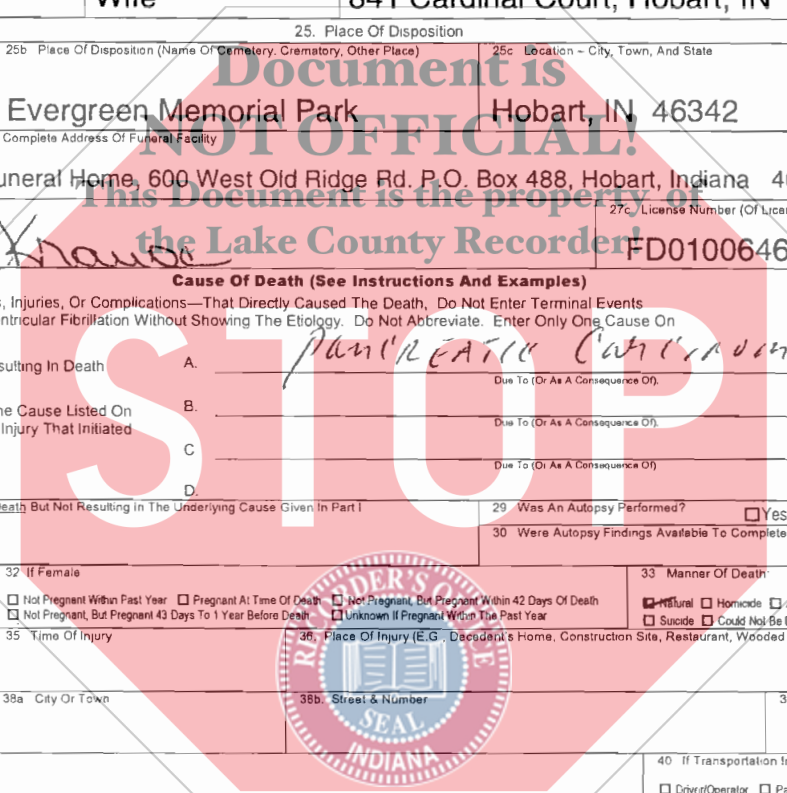 Wife 841 Cardinal Court, Hobart, IN
25. Place Of Disposition
25b Place Of Disposition (Name Of Cemetery. Crematory, Other Place) 25c Location – City, Town, And State
Document is
Evergreen Memorial Park Hobart, IN 46342
NOT OFFICIAL!
Complete Address Of Funeral Facility
uneral Home, 600 West Old Ridge Rd. P.O. Box 488, Hobart, Indiana 4
This Document is the property of
27c License Number (Of Licen
the Lake County Recorder!
FD0100646
Cause Of Death (See Instructions And Examples)
, Injuries, Or Complications—That Directly Caused The Death, Do Not Enter Terminal Events
ntricular Fibrillation Without Showing The Etiology. Do Not Abbreviate. Enter Only One Cause On
sulting In Death A. PANCREATIC
Due To (Or As A Consequence Of).
ne Cause Listed On B.
Injury That Initiated
Due To (Or As A Consequence Of).
C
Due To (Or As A Consequence Of)
D.
STOP
Death But Not Resulting In The Underlying Cause Given In Part I 29 Was An Autopsy Performed? Yes
30 Were Autopsy Findings Available To Complete
32 If Female 33 Manner Of Death
Not Pregnant Within Past Year Pregnant At Time Of Death Not Pregnant, But Pregnant Within 42 Days Of Death Natural Homicide
Not Pregnant, But Pregnant 43 Days To 1 Year Before Death Unknown If Pregnant Within The Past Year Suicide Could Not Be
35 Time Of Injury 36. Place Of Injury (E.G., Decedent's Home, Construction Site, Restaurant, Wooded
RECORDER'S OFFICE
38a City Or Town 38b. Street & Number 3
SEAL
INDIANA
40 If Transportation In
Driver/Operator Pa